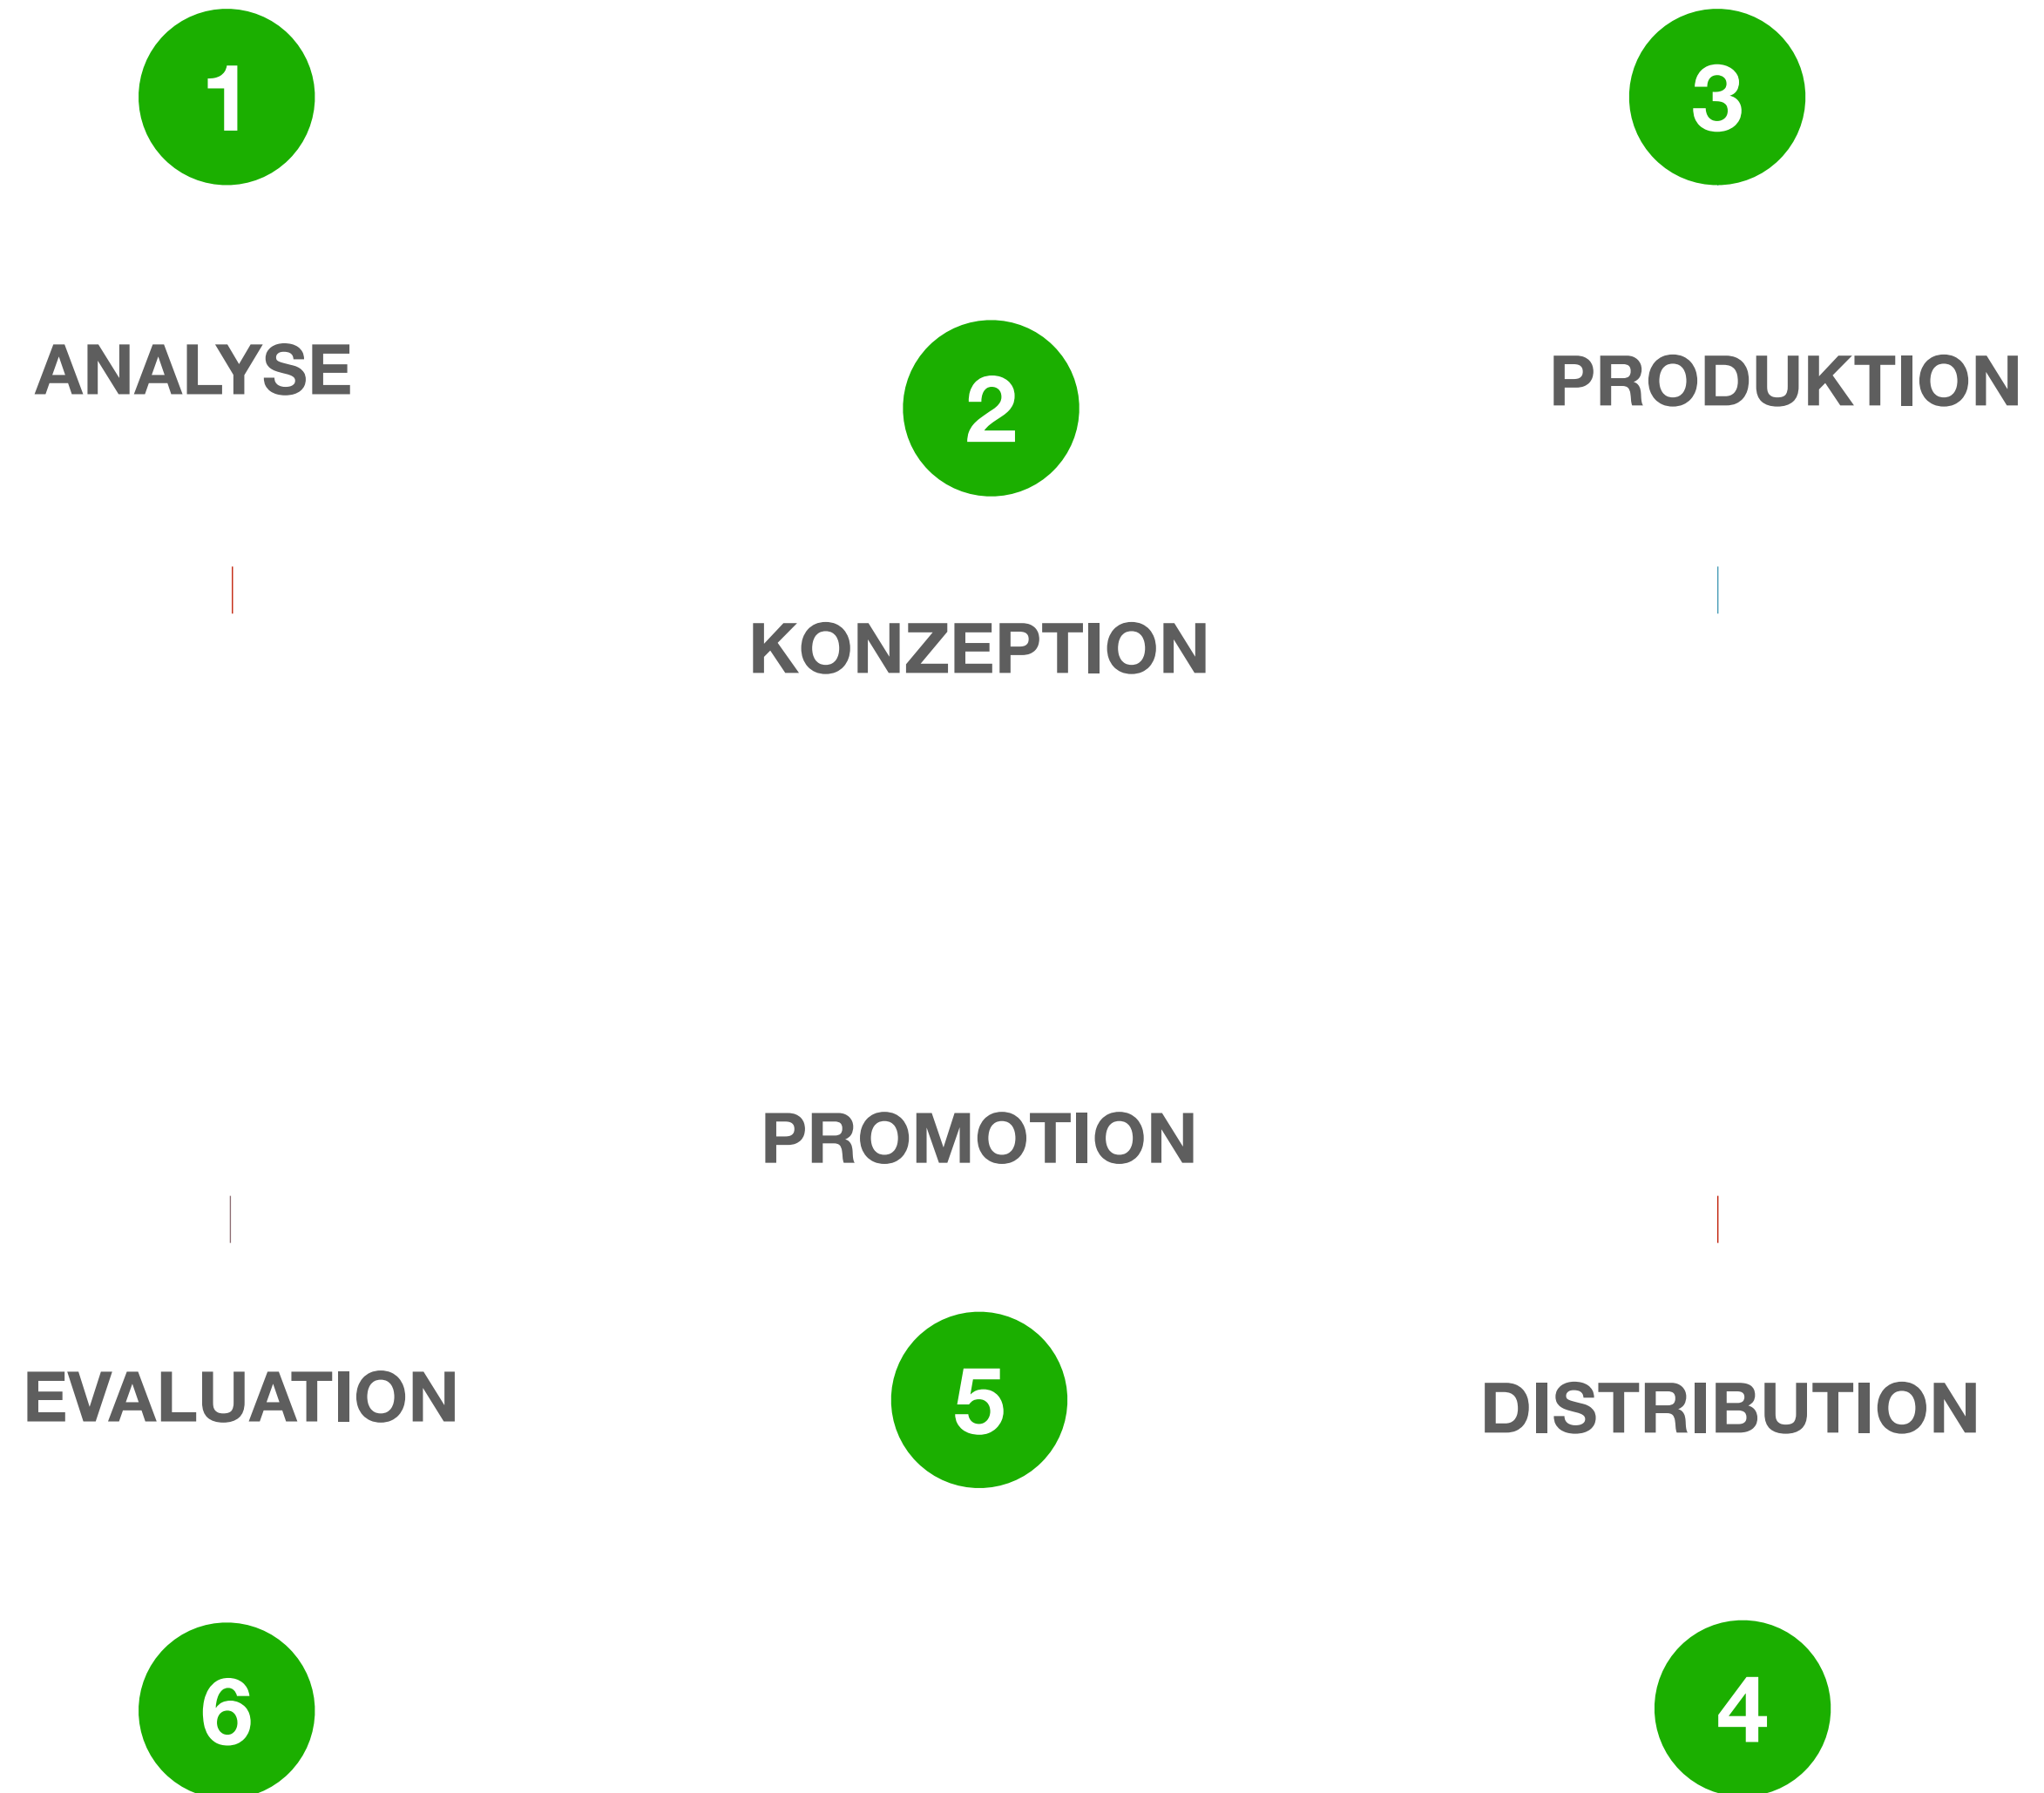 1
ANALYSE
2
KONZEPTION
3
PRODUKTION
4
DISTRIBUTION
5
PROMOTION
6
EVALUATION